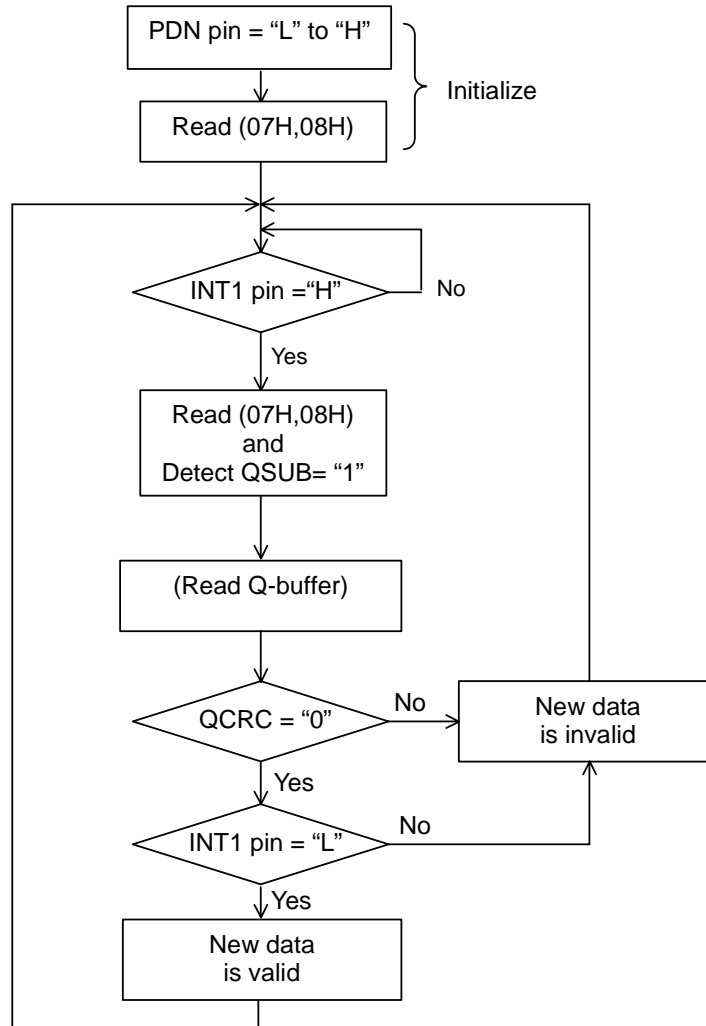 PDN pin = “L” to “H”
Initialize
Read (07H,08H)
INT1 pin =“H”
No
Yes
Read (07H,08H)
and
Detect QSUB= “1”
(Read Q-buffer)
QCRC = “0”
No
New data
is invalid
Yes
INT1 pin = “L”
No
Yes
New data
is valid